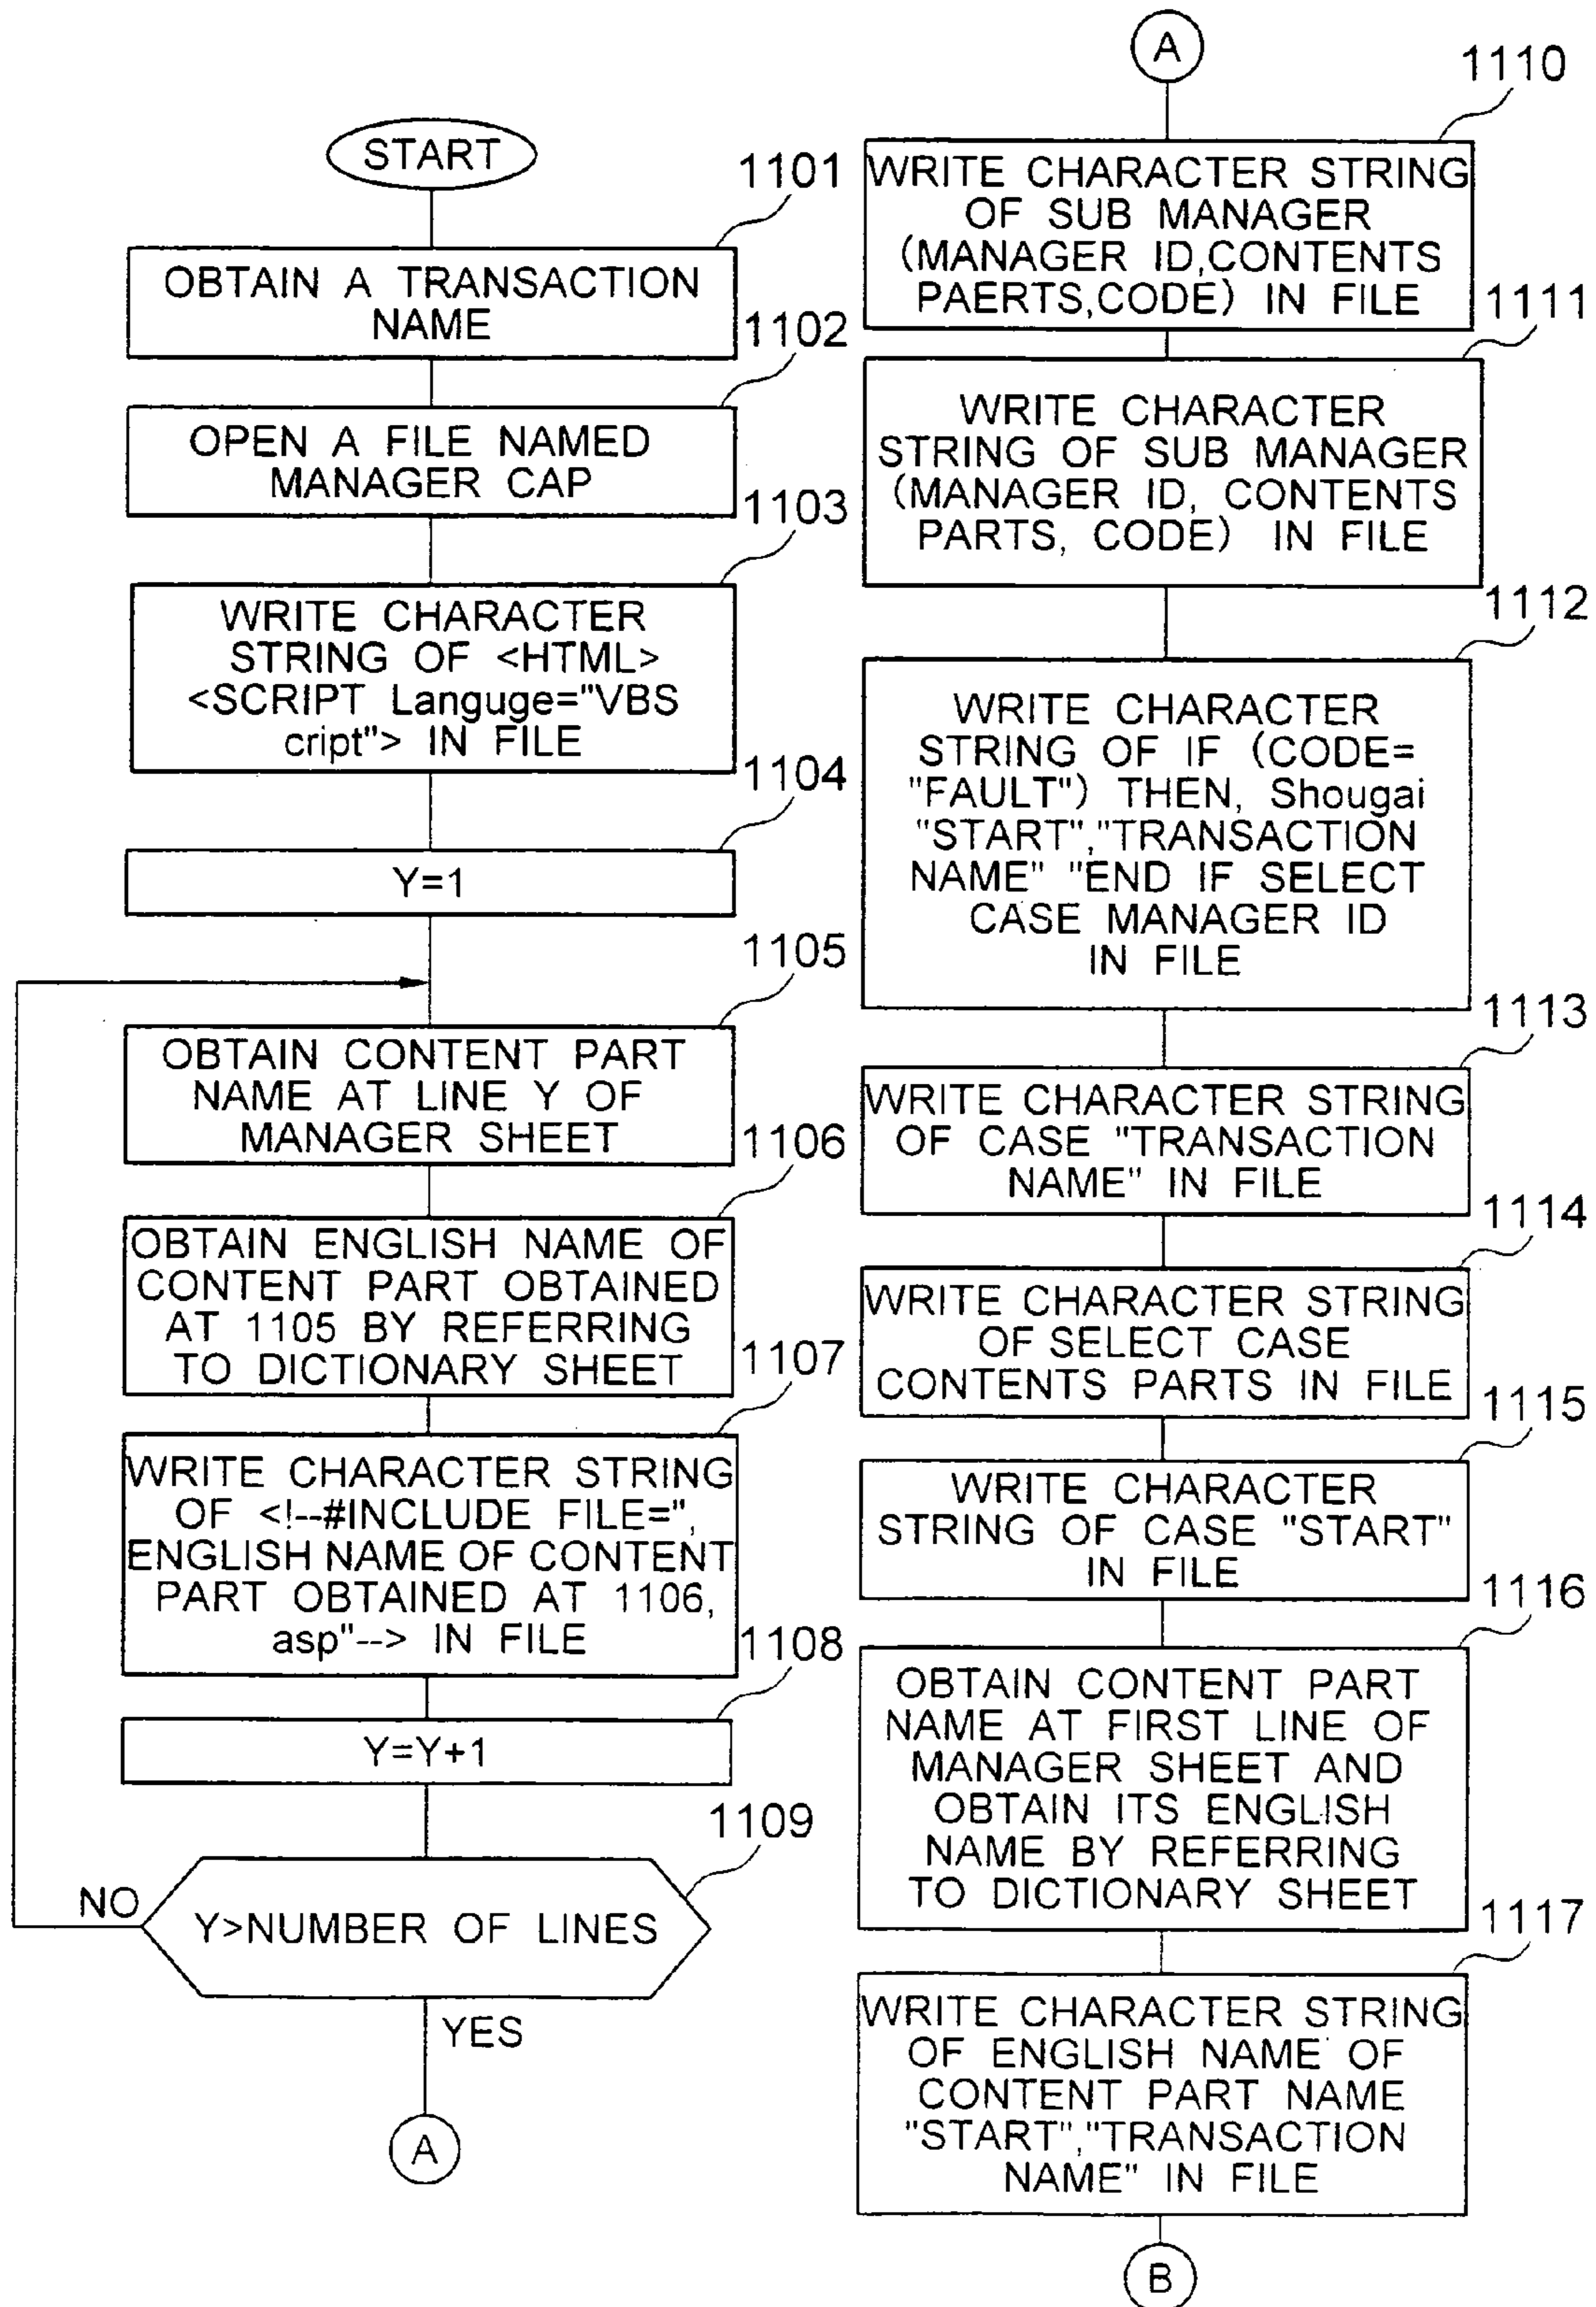 START
1101
OBTAIN A TRANSACTION
NAME
1102
OPEN A FILE NAMED
MANAGER CAP
1103
WRITE CHARACTER
STRING OF <HTML>
<SCRIPT Languge="VBS
cript"> IN FILE
1104
Y=1
1105
OBTAIN CONTENT PART
NAME AT LINE Y OF
MANAGER SHEET
1106
OBTAIN ENGLISH NAME OF
CONTENT PART OBTAINED
AT 1105 BY REFERRING
TO DICTIONARY SHEET
1107
WRITE CHARACTER STRING
OF <!--#INCLUDE FILE=",
ENGLISH NAME OF CONTENT
PART OBTAINED AT 1106,
asp"--> IN FILE
1108
Y=Y+1
1109
Y>NUMBER OF LINES
NO
YES
A
A
1110
WRITE CHARACTER STRING
OF SUB MANAGER
(MANAGER ID,CONTENTS
PAERTS,CODE) IN FILE
1111
WRITE CHARACTER
STRING OF SUB MANAGER
(MANAGER ID, CONTENTS
PARTS, CODE) IN FILE
1112
WRITE CHARACTER
STRING OF IF (CODE=
"FAULT") THEN, Shougai
"START","TRANSACTION
NAME" "END IF SELECT
CASE MANAGER ID
IN FILE
1113
WRITE CHARACTER STRING
OF CASE "TRANSACTION
NAME" IN FILE
1114
WRITE CHARACTER STRING
OF SELECT CASE
CONTENTS PARTS IN FILE
1115
WRITE CHARACTER
STRING OF CASE "START"
IN FILE
1116
OBTAIN CONTENT PART
NAME AT FIRST LINE OF
MANAGER SHEET AND
OBTAIN ITS ENGLISH
NAME BY REFERRING
TO DICTIONARY SHEET
1117
WRITE CHARACTER STRING
OF ENGLISH NAME OF
CONTENT PART NAME
"START","TRANSACTION
NAME" IN FILE
B